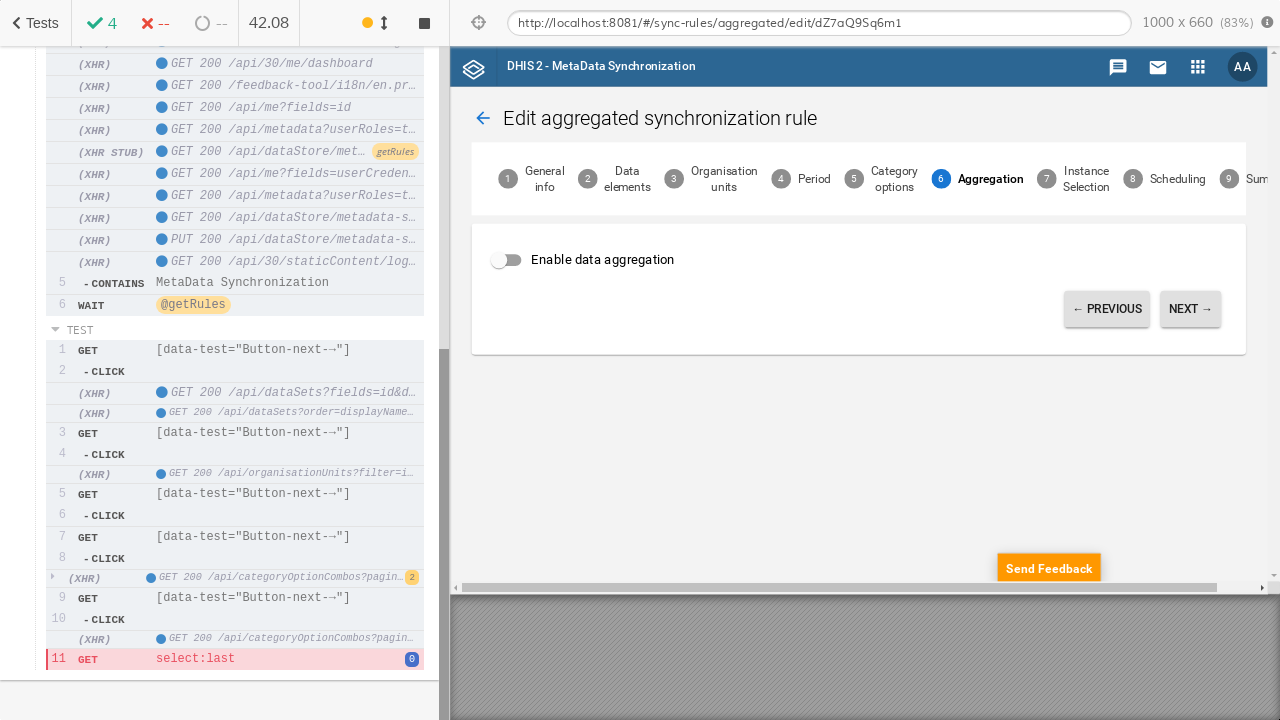 Tests
4
--
--
42.08
http://localhost:8081/#/sync-rules/aggregated/edit/dZ7aQ9Sq6m1
1000 x 660 (83%)
(XHR) GET 200 /api/30/me/dashboard
(XHR) GET 200 /feedback-tool/i18n/en.pr…
(XHR) GET 200 /api/me?fields=id
(XHR) GET 200 /api/metadata?userRoles=t…
(XHR STUB) GET 200 /api/dataStore/met… getRules
(XHR) GET 200 /api/me?fields=userCreden…
(XHR) GET 200 /api/metadata?userRoles=t…
(XHR) GET 200 /api/dataStore/metadata-s…
(XHR) PUT 200 /api/dataStore/metadata-s…
(XHR) GET 200 /api/30/staticContent/log…
5 -CONTAINS MetaData Synchronization
6 WAIT @getRules
TEST
1 GET [data-test="Button-next-→"]
2 -CLICK
(XHR) GET 200 /api/dataSets?fields=id&d…
(XHR) GET 200 /api/dataSets?order=displayName…
3 GET [data-test="Button-next-→"]
4 -CLICK
(XHR) GET 200 /api/organisationUnits?filter=i…
5 GET [data-test="Button-next-→"]
6 -CLICK
7 GET [data-test="Button-next-→"]
8 -CLICK
(XHR) GET 200 /api/categoryOptionCombos?pagin… 2
9 GET [data-test="Button-next-→"]
10 -CLICK
(XHR) GET 200 /api/categoryOptionCombos?pagin…
11 GET select:last 0
DHIS 2 - MetaData Synchronization
AA
Edit aggregated synchronization rule
1 General info
2 Data elements
3 Organisation units
4 Period
5 Category options
6 Aggregation
7 Instance Selection
8 Scheduling
9 Sum
Enable data aggregation
← PREVIOUS
NEXT →
Send Feedback